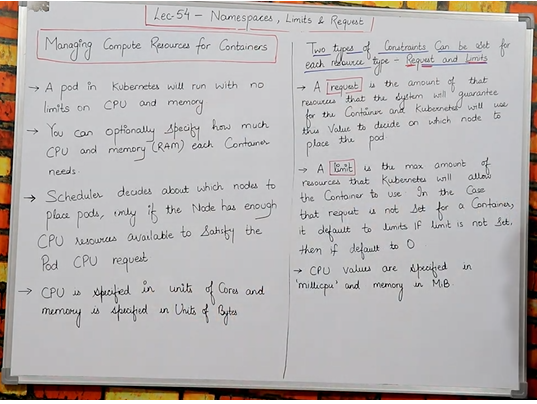 Lec-54 - Namespaces, Limits & Request
Managing Compute Resources for Containers
→ A pod in Kubernetes will run with no
limits on CPU and memory
→ You can optionally Specify how much
CPU and memory (RAM) each Container
needs.
→ Scheduler decides about which nodes to
place pods, only if the Node has enough
CPU resources available to Satisfy the
Pod CPU request
→ CPU is specified in units of Cores and
memory is specified in Units of Bytes
Two types of Constraints Can be set for
each resource type - Request and Limits
→ A request is the amount of that
resources that the system will guarantee
for the Container and Kubernetes will use
this Value to decide on which node to
place the pod
→ A limit is the max amount of
resources that Kubernetes will allow
the Container to use In the Case
that request is not Set for a Container,
it default to limits If limit is not Set,
then if default to 0
→ CPU values are specified in
'millicpu' and memory in MiB.